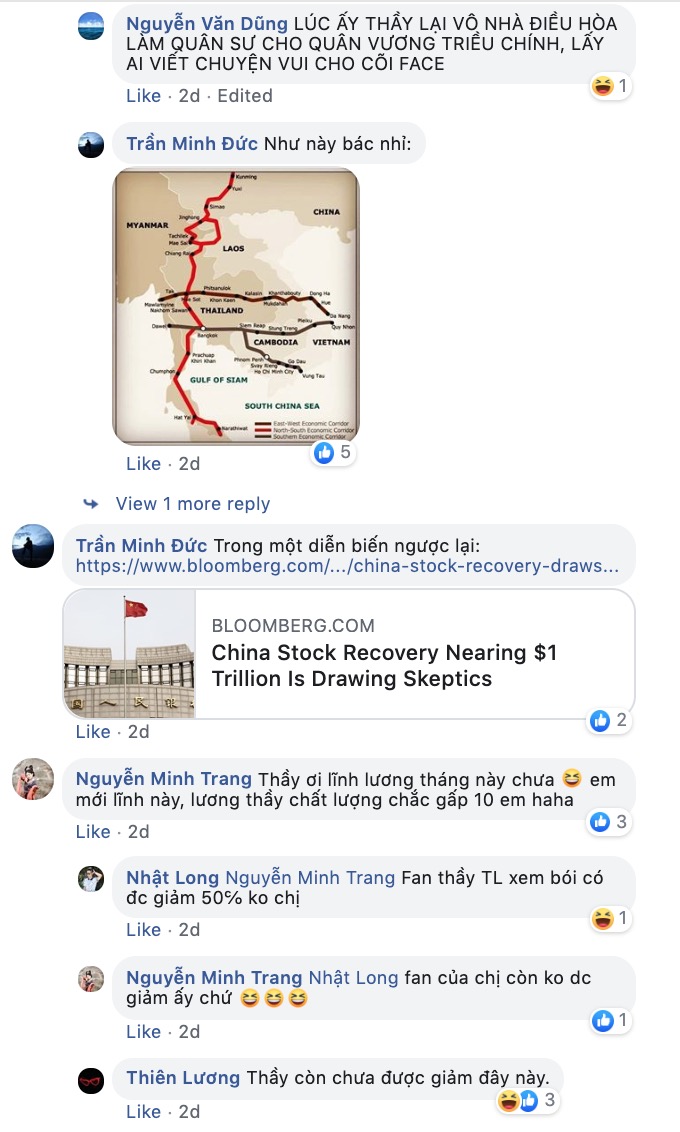 Nguyễn Văn Dũng LÚC ẤY THẦY LẠI VÔ NHÀ ĐIỀU HÒA
LÀM QUÂN SƯ CHO QUÂN VƯƠNG TRIỀU CHÍNH, LẤY
AI VIẾT CHUYỆN VUI CHO CÕI FACE
1
Like · 2d · Edited
Trần Minh Đức Như này bác nhỉ:
Kunming
Yuxi
Simao
CHINA
Jinghong
MYANMAR
Tachilek
Mae Sai
LAOS
Chiang Rai
Tak
Phitsanulok
Kalasin
Khanthabouly
Dong Ha
Mawlamyine
Mae Sot
Khon Kaen
Mukdahan
Hue
Nakhom Sawan
THAILAND
Da Nang
Dawei
Siem Reap
Stung Treng
Pleiku
Quy Nhon
Bangkok
CAMBODIA
VIETNAM
Prachuap
Khiri Khan
Phnom Penh
Go Dau
Svay Rieng
Ho Chi Minh City
Vung Tau
Chumphon
GULF OF SIAM
SOUTH CHINA SEA
Hat Yai
Narathiwat
East-West Economic Corridor
North-South Economic Corridor
Southern Economic Corridor
5
Like · 2d
View 1 more reply
Trần Minh Đức Trong một diễn biến ngược lại:
https://www.bloomberg.com/.../china-stock-recovery-draws...
BLOOMBERG.COM
China Stock Recovery Nearing $1
Trillion Is Drawing Skeptics
国人民银
2
Like · 2d
Nguyễn Minh Trang Thầy ơi lĩnh lương tháng này chưa 😆 em
mới lĩnh này, lương thầy chất lượng chắc gấp 10 em haha
3
Like · 2d
Nhật Long Nguyễn Minh Trang Fan thầy TL xem bói có
đc giảm 50℅ ko chị
1
Like · 2d
Nguyễn Minh Trang Nhật Long fan của chị còn ko dc
giảm ấy chứ 😆😆😆
1
Like · 2d
Thiên Lương Thầy còn chưa được giảm đây này.
3
Like · 2d